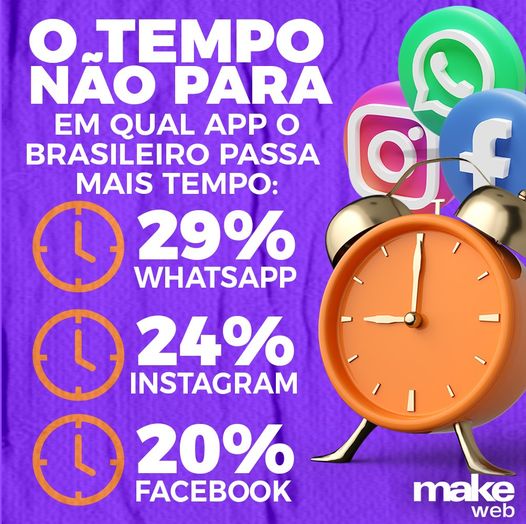 O TEMPO
NÃO PARA
EM QUAL APP O
BRASILEIRO PASSA
MAIS TEMPO:
29%
WHATSAPP
24%
INSTAGRAM
20%
FACEBOOK
make
web